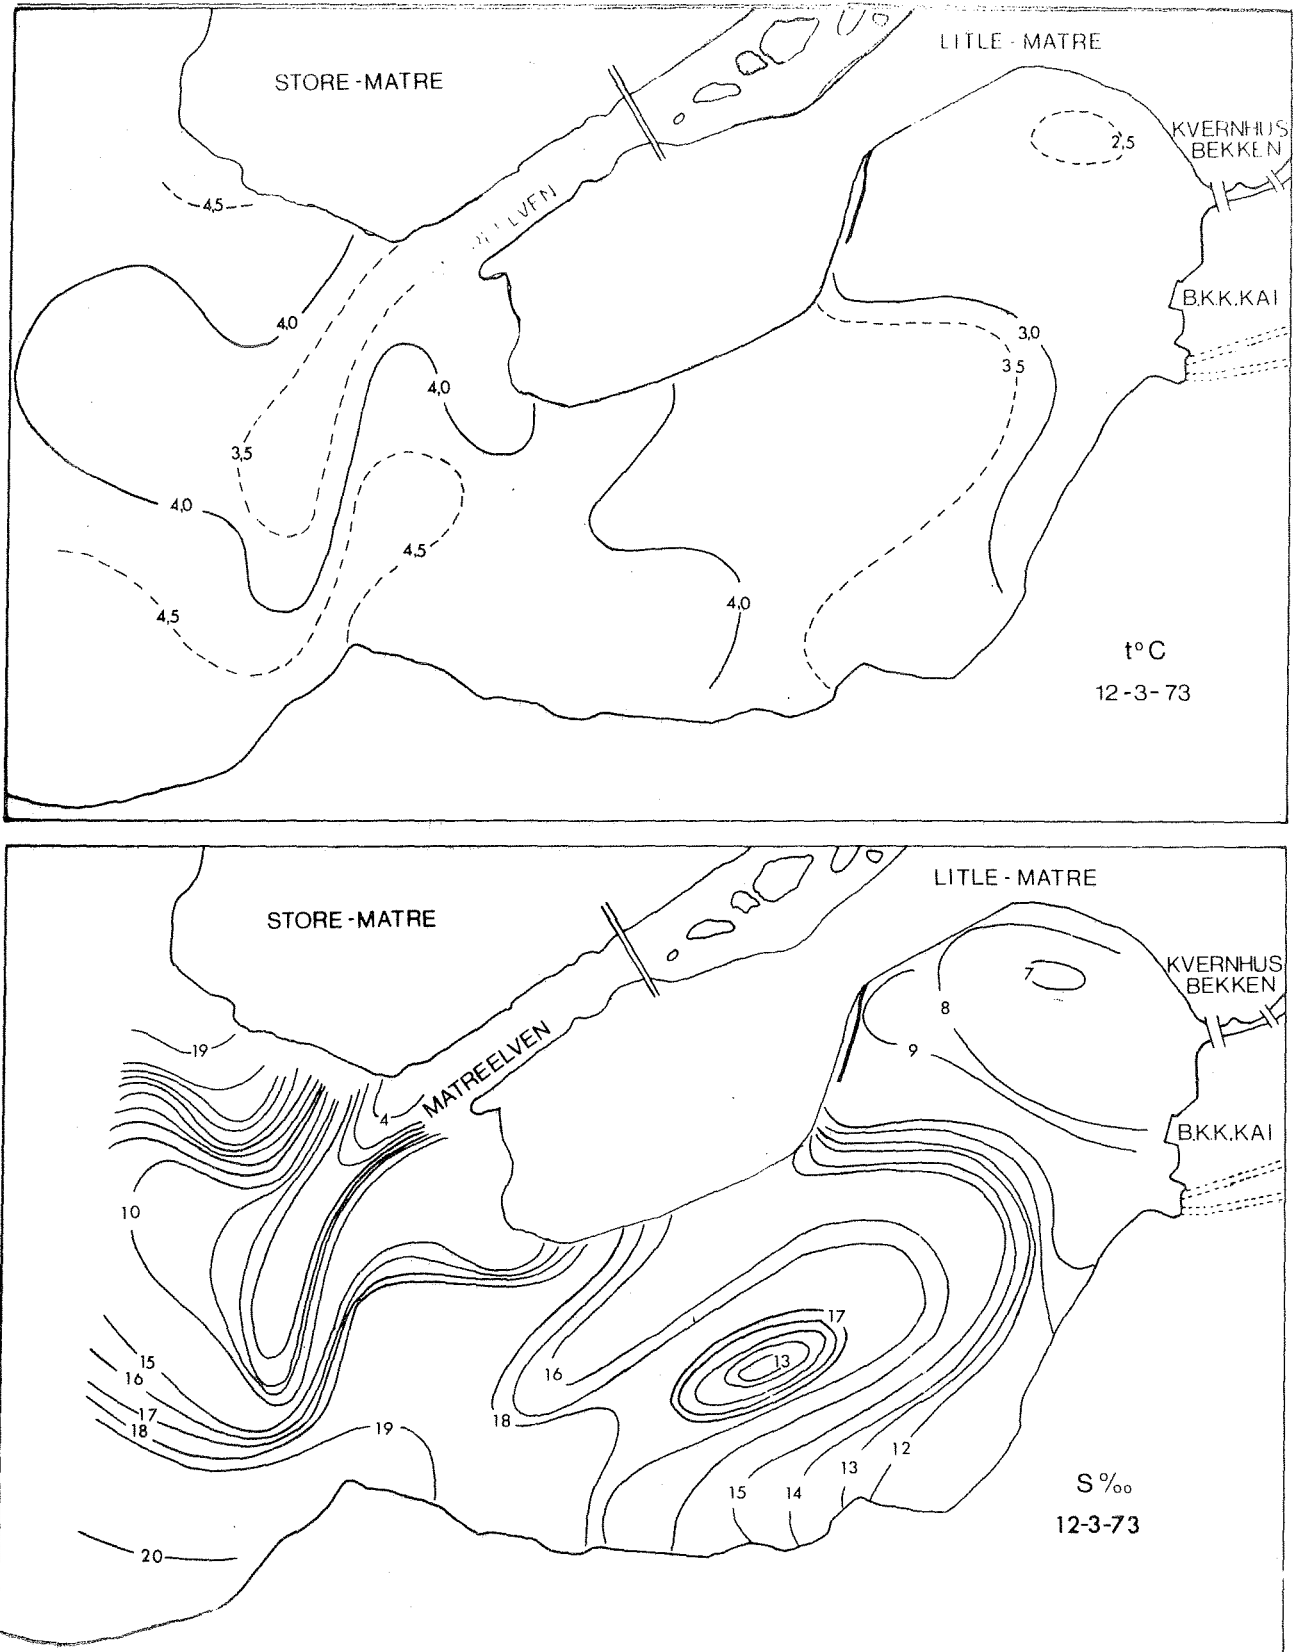 STORE-MATRE
LITLE-MATRE
KVERNHUS
BEKKEN
2,5
4,5
B.K.K.KAI
4,0
3,0
3 5
4,0
3,5
4,0
4,5
4,0
4,5
t°C
12-3-73
STORE-MATRE
LITLE-MATRE
KVERNHUS
BEKKEN
7
8
9
19
4
MATREELVEN
B.K.K.KAI
10
17
15
13
16
16
17
18
18
19
12
13
15
14
S‰
12-3-73
20